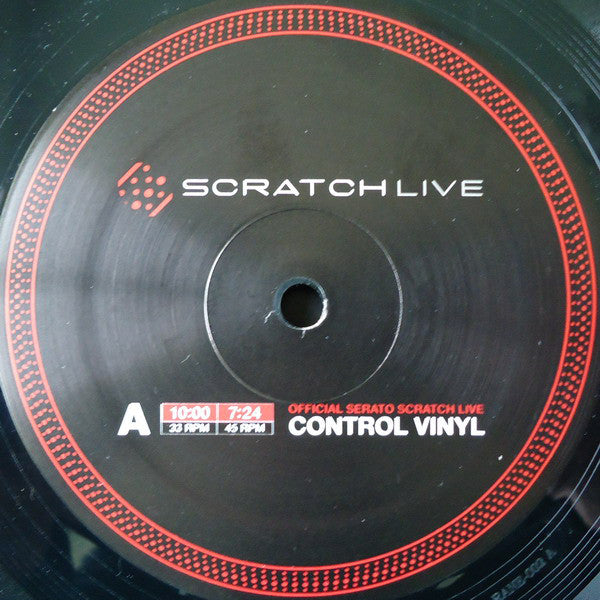 SCRATCH LIVE
A
10:00 7:24
33 RPM 45 RPM
OFFICIAL SERATO SCRATCH LIVE
CONTROL VINYL